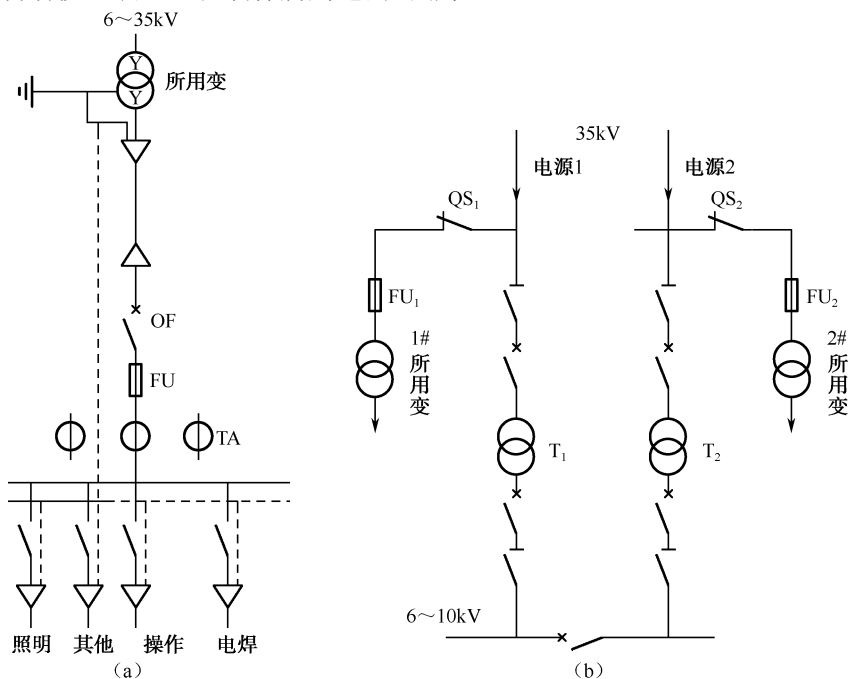 6～35kV
Y
Y
所用变
OF
FU
TA
照明
其他
操作
电焊
(a)
35kV
电源1
电源2
QS₁
QS₂
FU₁
FU₂
1#
所
用
变
2#
所
用
变
T₁
T₂
6～10kV
(b)